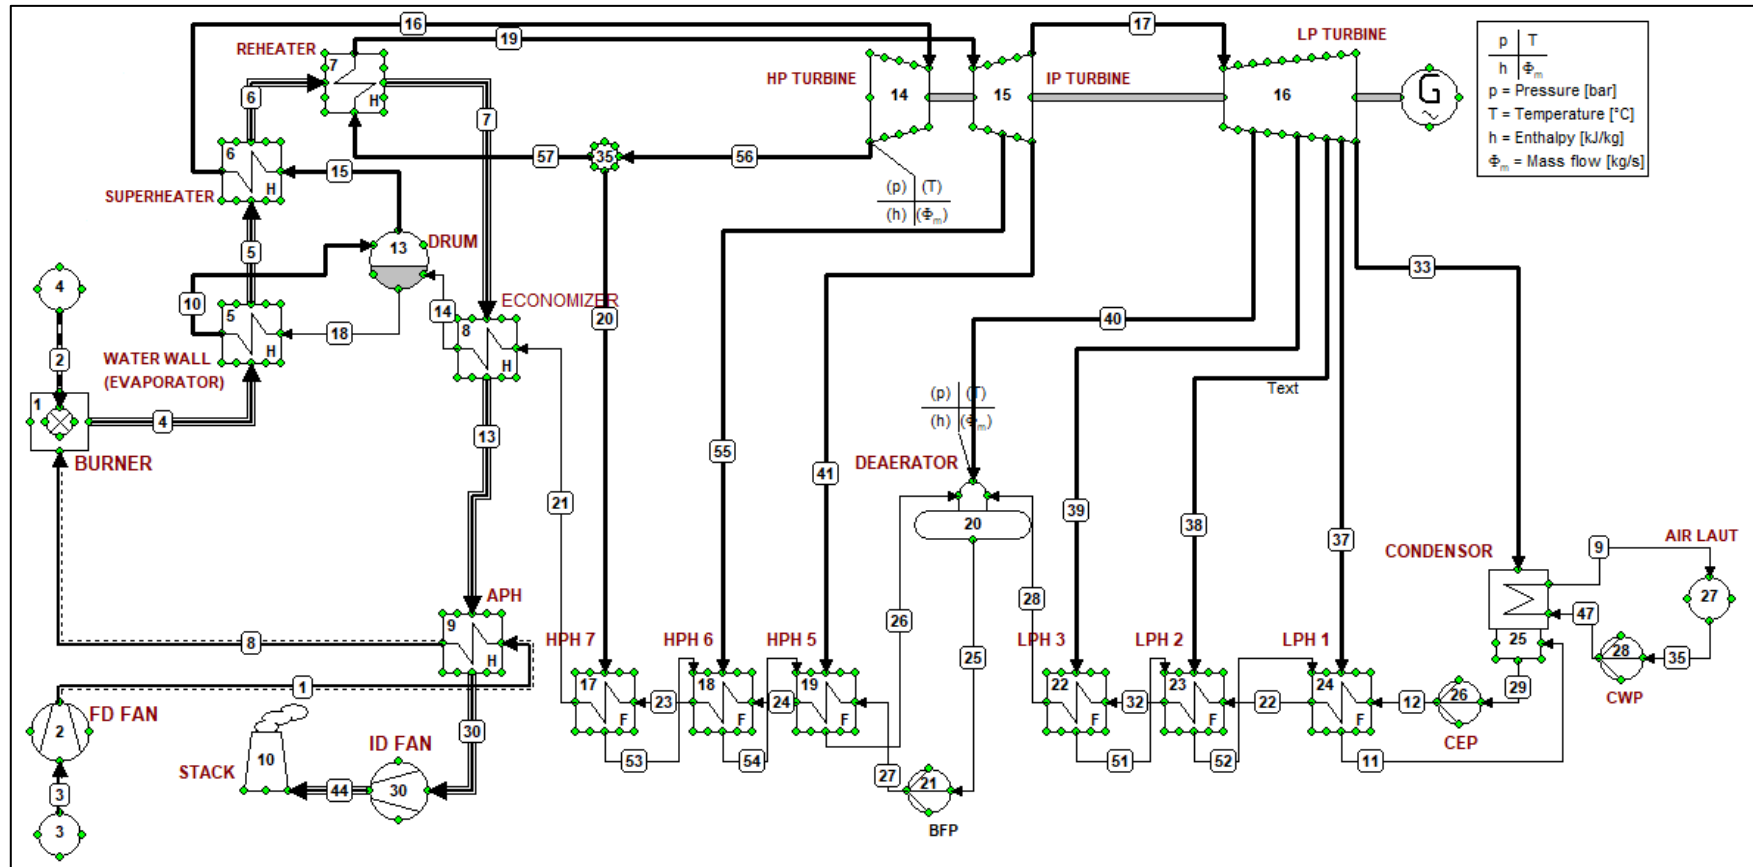 16
19
17
LP TURBINE
REHEATER
7
H
HP TURBINE
IP TURBINE
14
15
16
G
~
p T
h Φm
p = Pressure [bar]
T = Temperature [°C]
h = Enthalpy [kJ/kg]
Φm = Mass flow [kg/s]
6
7
57
35
56
6
H
15
SUPERHEATER
(p) (T)
(h) (Φm)
5
13
DRUM
33
4
10
5
H
18
14
ECONOMIZER
8
H
20
40
2
WATER WALL
(EVAPORATOR)
Text
1
4
BURNER
13
(p) (T)
(h) (Φm)
55
41
DEAERATOR
21
39
38
37
20
CONDENSOR
9
AIR LAUT
27
APH
9
H
8
1
HPH 7
HPH 6
HPH 5
26
25
28
LPH 3
LPH 2
LPH 1
47
25
28
35
CWP
17
F
23
18
F
24
19
F
22
F
32
23
F
22
24
F
12
26
29
CEP
FD FAN
2
30
ID FAN
STACK
10
44
30
53
54
27
21
BFP
51
52
11
3
3